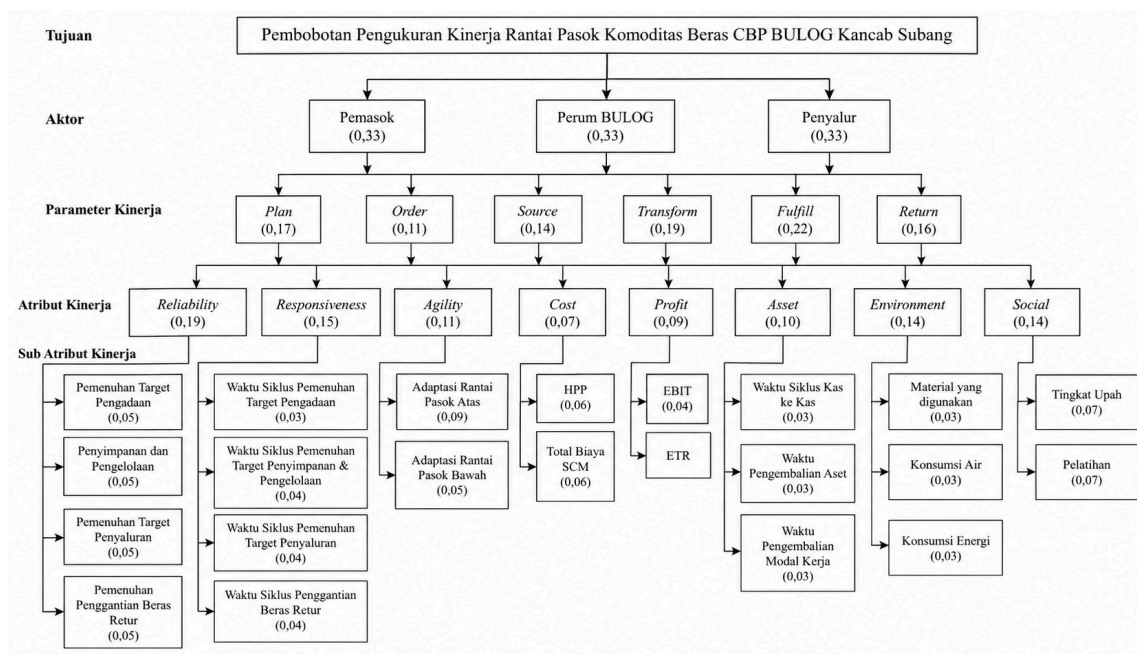 Tujuan
Pembobotan Pengukuran Kinerja Rantai Pasok Komoditas Beras CBP BULOG Kancab Subang
Aktor
Pemasok
(0,33)
Perum BULOG
(0,33)
Penyalur
(0,33)
Parameter Kinerja
Plan
(0,17)
Order
(0,11)
Source
(0,14)
Transform
(0,19)
Fulfill
(0,22)
Return
(0,16)
Atribut Kinerja
Reliability
(0,19)
Responsiveness
(0,15)
Agility
(0,11)
Cost
(0,07)
Profit
(0,09)
Asset
(0,10)
Environment
(0,14)
Social
(0,14)
Sub Atribut Kinerja
Pemenuhan Target
Pengadaan
(0,05)
Penyimpanan dan
Pengelolaan
(0,05)
Pemenuhan Target
Penyaluran
(0,05)
Pemenuhan
Penggantian Beras
Retur
(0,05)
Waktu Siklus Pemenuhan
Target Pengadaan
(0,03)
Waktu Siklus Pemenuhan
Target Penyimpanan &
Pengelolaan
(0,04)
Waktu Siklus Pemenuhan
Target Penyaluran
(0,04)
Waktu Siklus Penggantian
Beras Retur
(0,04)
Adaptasi Rantai
Pasok Atas
(0,09)
Adaptasi Rantai
Pasok Bawah
(0,05)
HPP
(0,06)
Total Biaya
SCM
(0,06)
EBIT
(0,04)
ETR
Waktu Siklus Kas
ke Kas
(0,03)
Waktu
Pengembalian Aset
(0,03)
Waktu
Pengembalian
Modal Kerja
(0,03)
Material yang
digunakan
(0,03)
Konsumsi Air
(0,03)
Konsumsi Energi
(0,03)
Tingkat Upah
(0,07)
Pelatihan
(0,07)